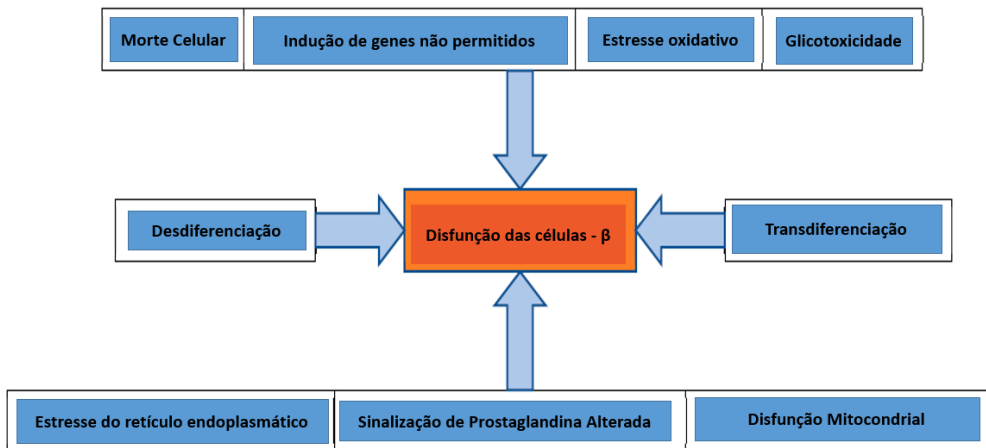 Morte Celular
Indução de genes não permitidos
Estresse oxidativo
Glicotoxicidade
Desdiferenciação
Disfunção das células - β
Transdiferenciação
Estresse do retículo endoplasmático
Sinalização de Prostaglandina Alterada
Disfunção Mitocondrial